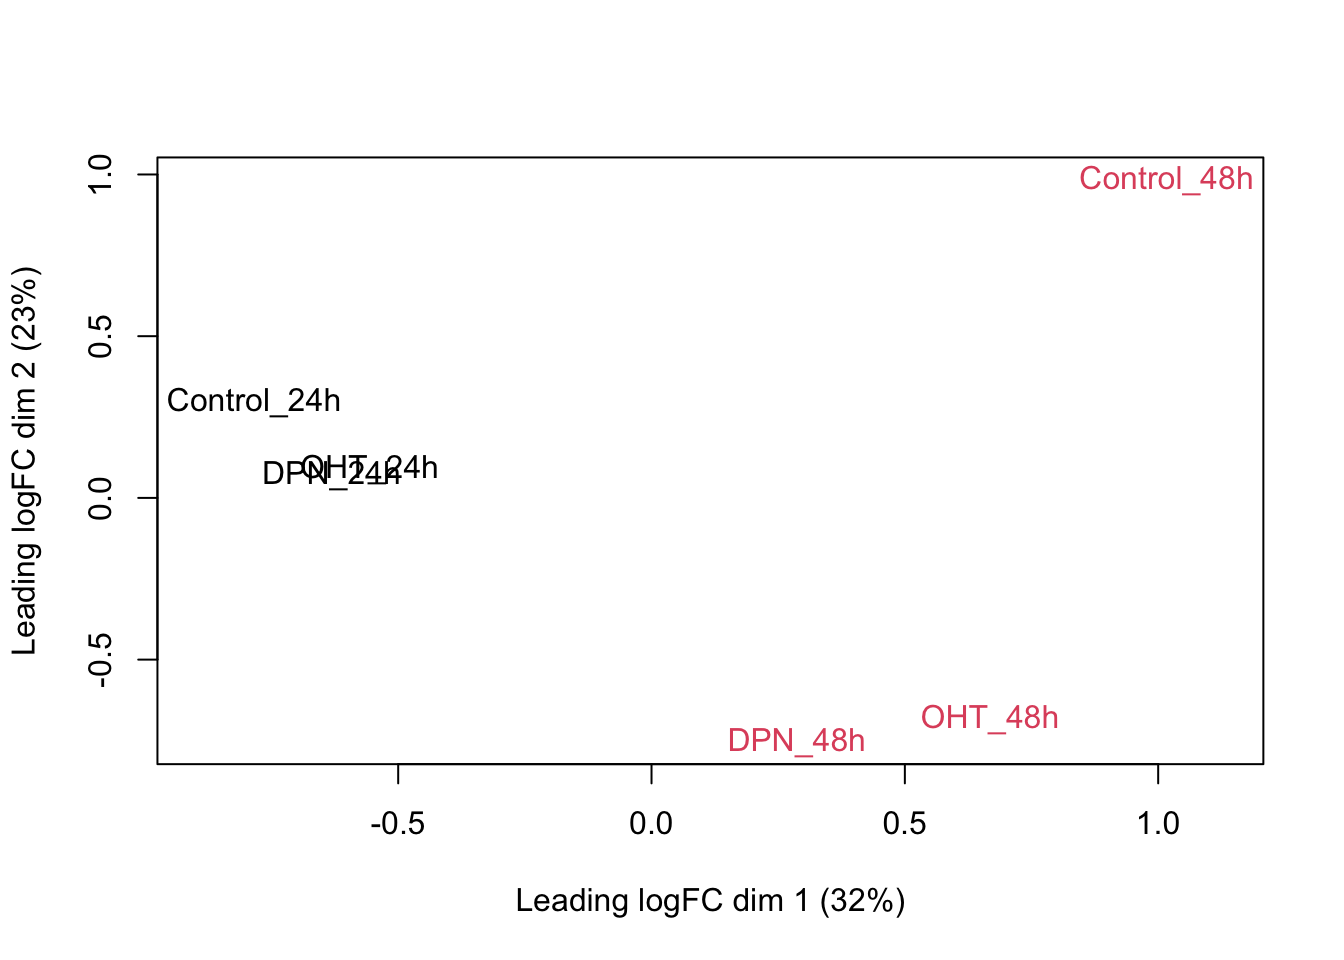 Leading logFC dim 2 (23%)
1.0
0.5
0.0
-0.5
Control_48h
Control_24h
OHT_24h
DPN_24h
OHT_48h
DPN_48h
-0.5 0.0 0.5 1.0
Leading logFC dim 1 (32%)